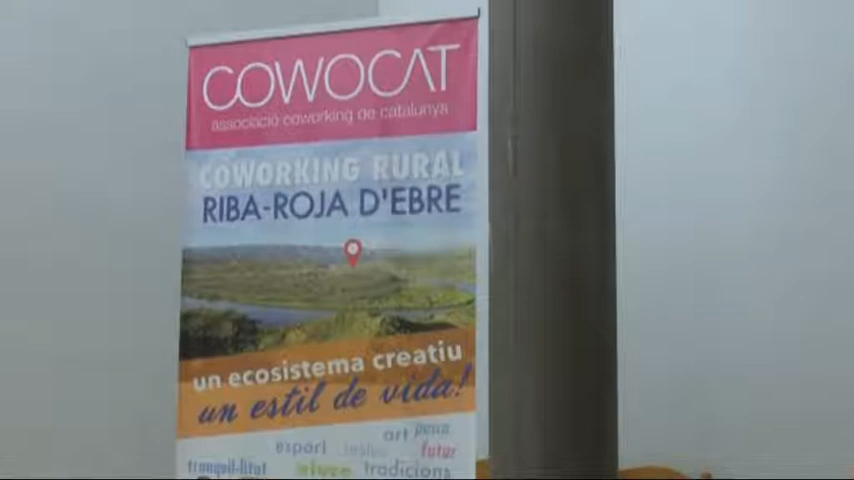 COWOCAT
associació coworking de catalunya
COWORKING RURAL
RIBA-ROJA D'EBRE
un ecosistema creatiu
un estil de vida!
art
esport
futur
tranquil·litat
tradicions